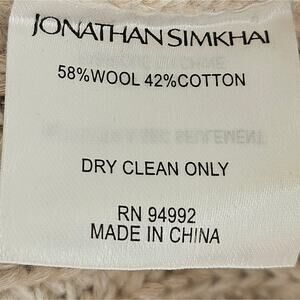 JONATHAN SIMKHAI
58%WOOL 42%COTTON
DRY CLEAN ONLY
RN 94992
MADE IN CHINA